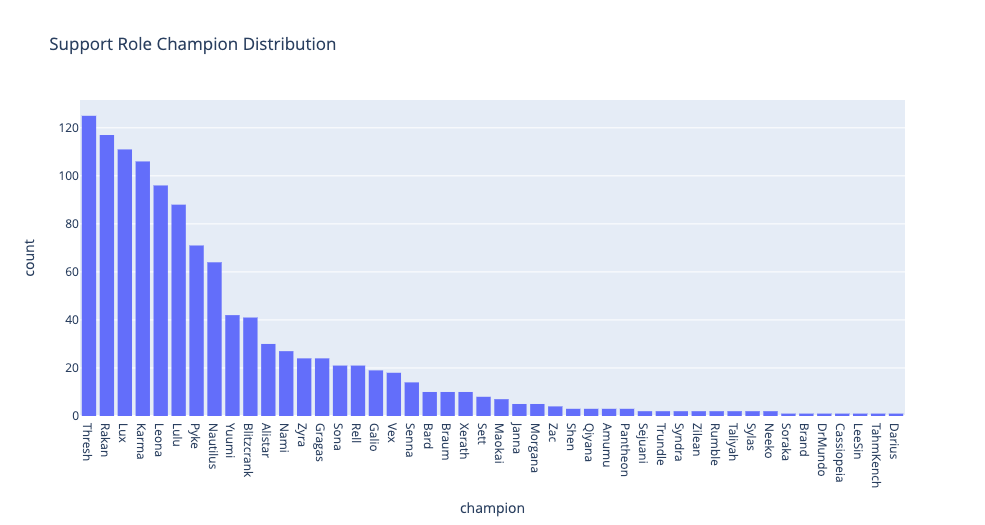 Support Role Champion Distribution
count
120
100
80
60
40
20
0
Thresh
Rakan
Lux
Karma
Leona
Lulu
Pyke
Nautilus
Yuumi
Blitzcrank
Alistar
Nami
Zyra
Gragas
Sona
Rell
Galio
Vex
Senna
Bard
Braum
Xerath
Sett
Maokai
Janna
Morgana
Zac
Shen
Qiyana
Amumu
Pantheon
Sejuani
Trundle
Syndra
Zilean
Rumble
Taliyah
Sylas
Neeko
Soraka
Brand
DrMundo
Cassiopeia
LeeSin
TahmKench
Darius
champion